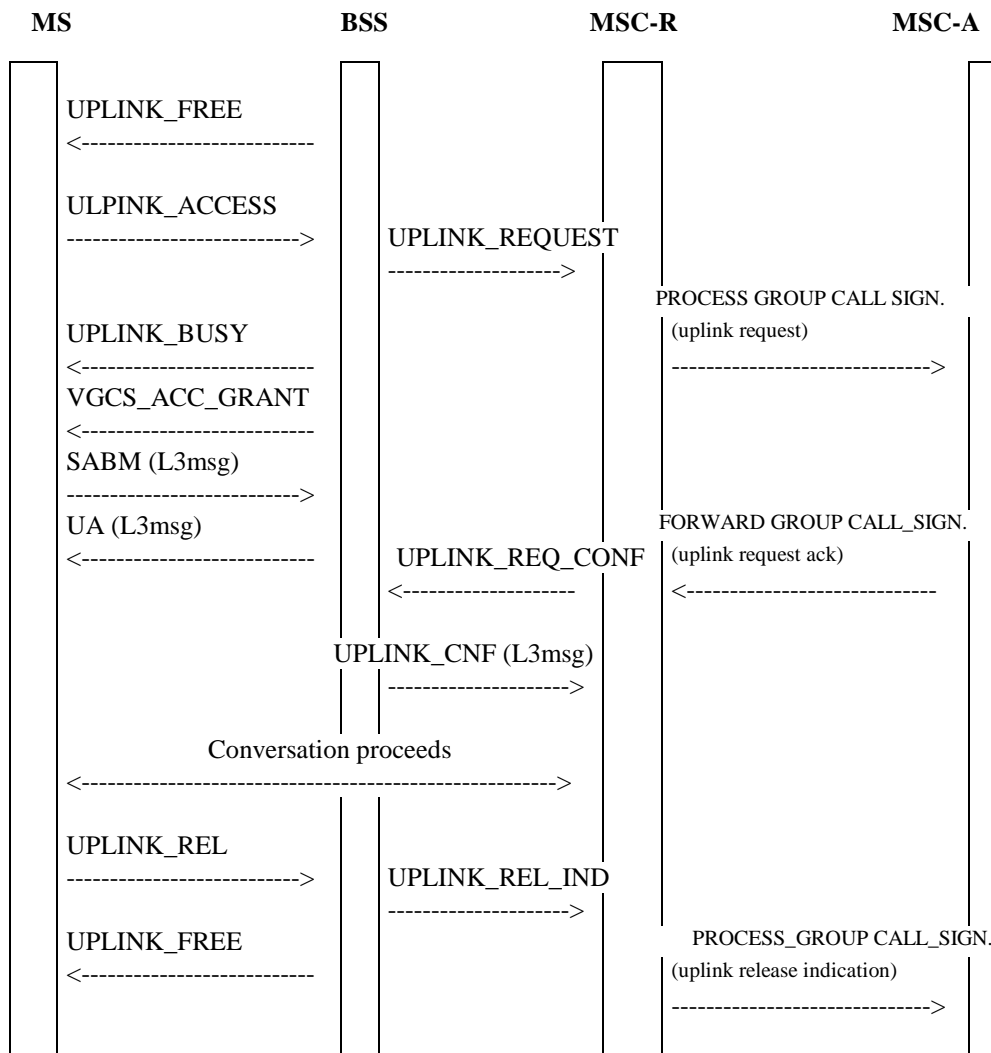 MS BSS MSC-R MSC-A
UPLINK_FREE
<---------------------------
ULPINK_ACCESS
---------------------------> UPLINK_REQUEST
-------------------->
PROCESS GROUP CALL SIGN.
UPLINK_BUSY (uplink request)
<--------------------------- ------------------------------>
VGCS_ACC_GRANT
<---------------------------
SABM (L3msg)
--------------------------->
UA (L3msg) FORWARD GROUP CALL_SIGN.
<--------------------------- UPLINK_REQ_CONF (uplink request ack)
<-------------------- <-----------------------------
UPLINK_CNF (L3msg)
--------------------->
Conversation proceeds
<------------------------------------------------------->
UPLINK_REL
---------------------------> UPLINK_REL_IND
--------------------->
UPLINK_FREE PROCESS_GROUP CALL_SIGN.
<--------------------------- (uplink release indication)
------------------------------>